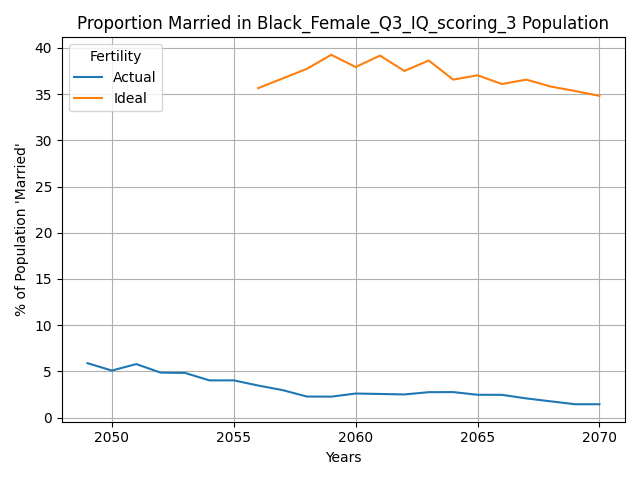 Proportion Married in Black_Female_Q3_IQ_scoring_3 Population
40
35
30
25
20
15
10
5
0
% of Population 'Married'
Fertility
Actual
Ideal
2050
2055
2060
2065
2070
Years